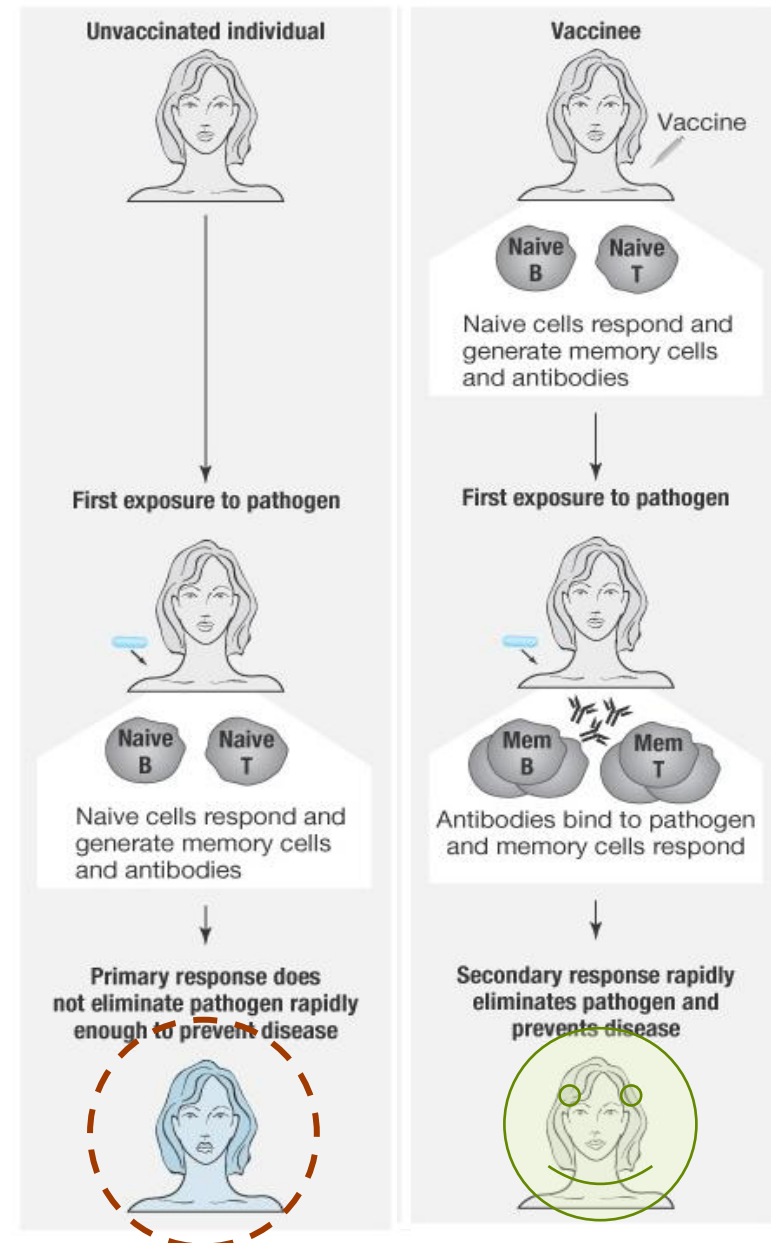 Unvaccinated individual
First exposure to pathogen
Naive
B
Naive
T
Naive cells respond and
generate memory cells
and antibodies
Primary response does
not eliminate pathogen rapidly
enough to prevent disease
Vaccinee
Vaccine
Naive
B
Naive
T
Naive cells respond and
generate memory cells
and antibodies
First exposure to pathogen
Mem
B
Mem
T
Antibodies bind to pathogen
and memory cells respond
Secondary response rapidly
eliminates pathogen and
prevents disease